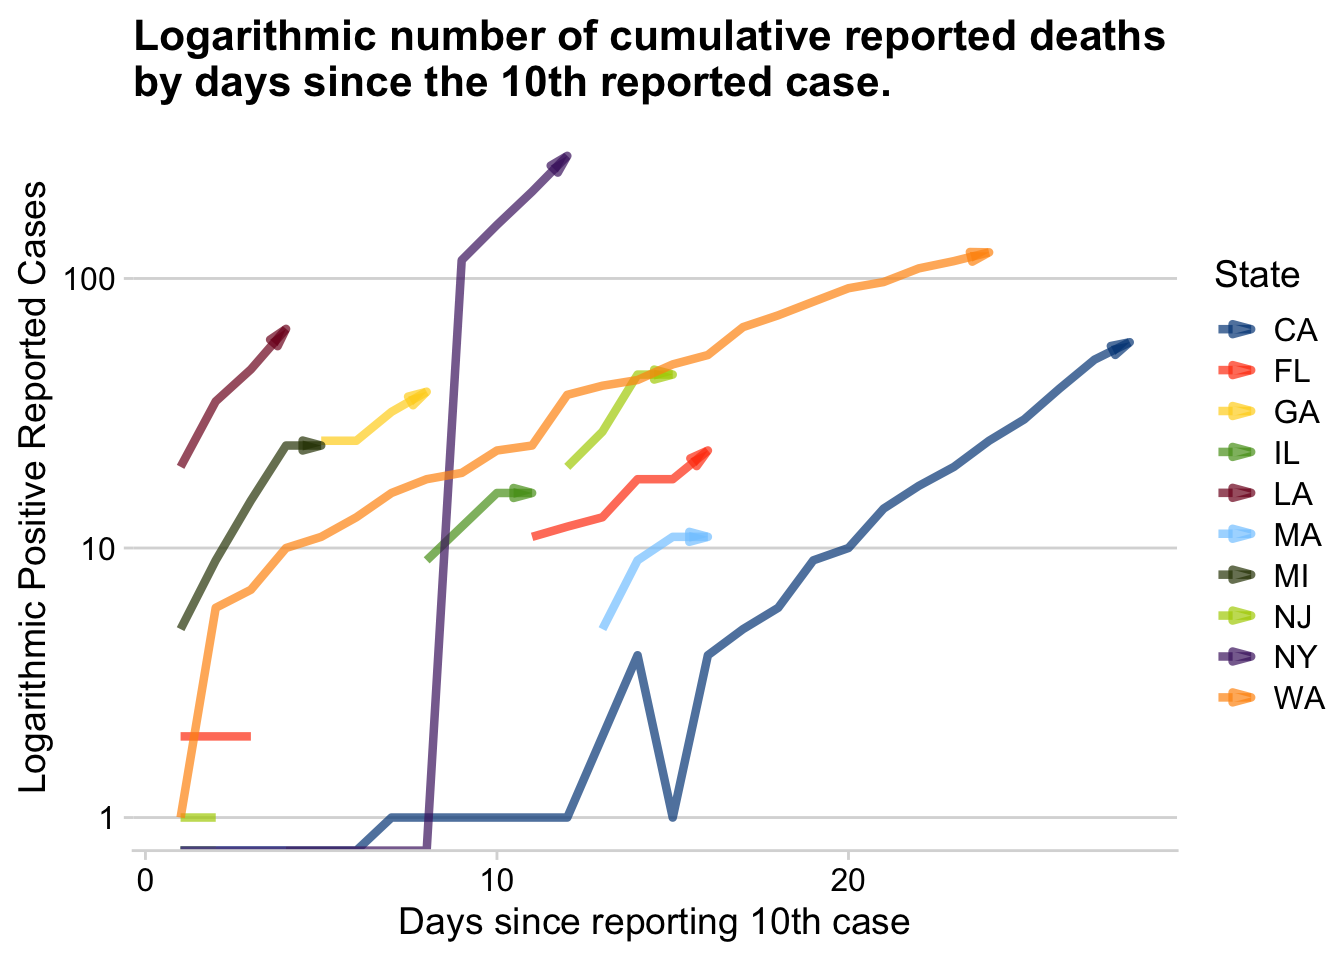 Logarithmic number of cumulative reported deaths
by days since the 10th reported case.
Logarithmic Positive Reported Cases
100
10
1
0
10
20
Days since reporting 10th case
State
CA
FL
GA
IL
LA
MA
MI
NJ
NY
WA